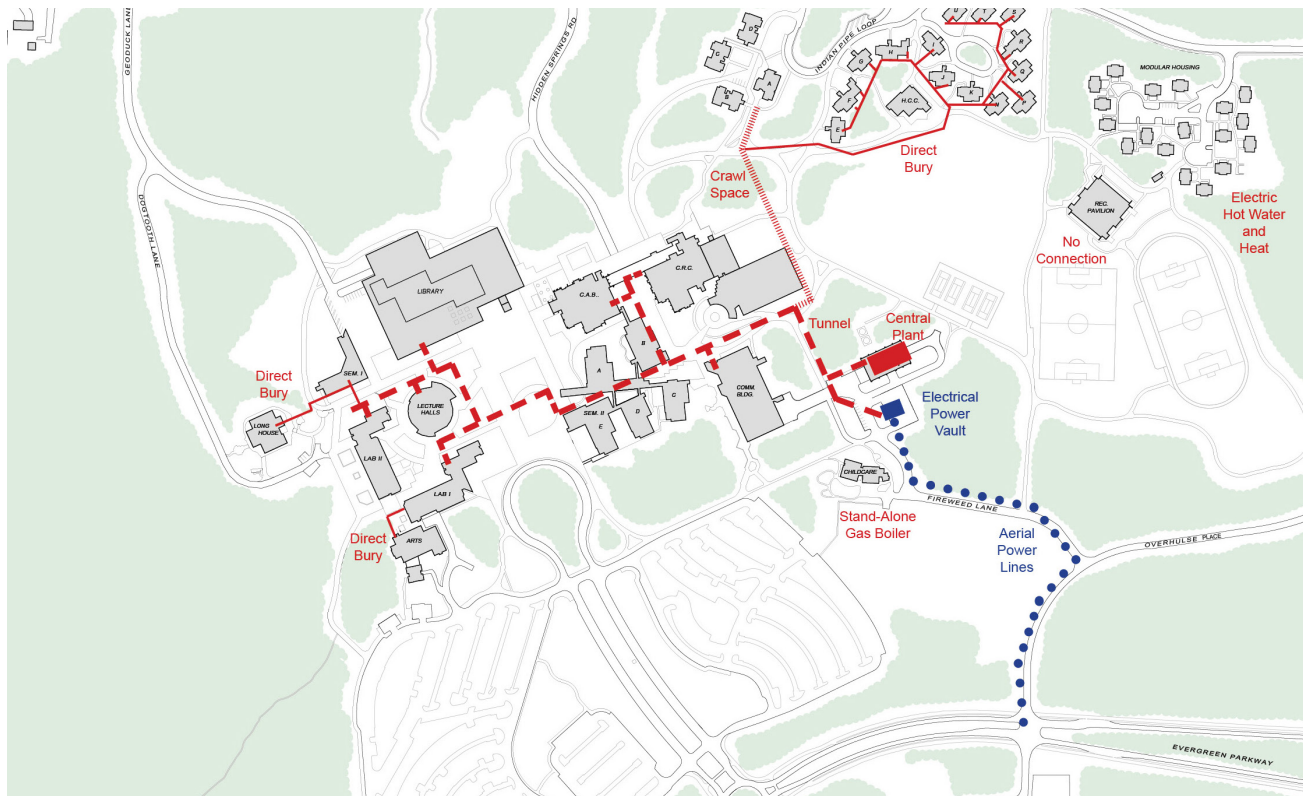 GEODUCK LANE
HIDDEN SPRINGS RD
INDIAN PIPE LOOP
DOGTOOTH LANE
D
C
B
A
U
T
S
R
Q
P
N
H
I
G
J
K
F
E
H.C.C.
MODULAR HOUSING
Direct
Bury
Crawl
Space
REC.
PAVILION
Electric
Hot Water
and
Heat
No
Connection
LIBRARY
C.A.B..
C.R.C.
Tunnel
Central
Plant
SEM. I
Direct
Bury
LONG
HOUSE
LECTURE
HALLS
LAB II
LAB I
A
B
C
D
SEM. II
E
COMM.
BLDG.
Electrical
Power
Vault
CHILDCARE
FIREWEED LANE
Stand-Alone
Gas Boiler
Direct
Bury
ARTS
Aerial
Power
Lines
OVERHULSE PLACE
EVERGREEN PARKWAY